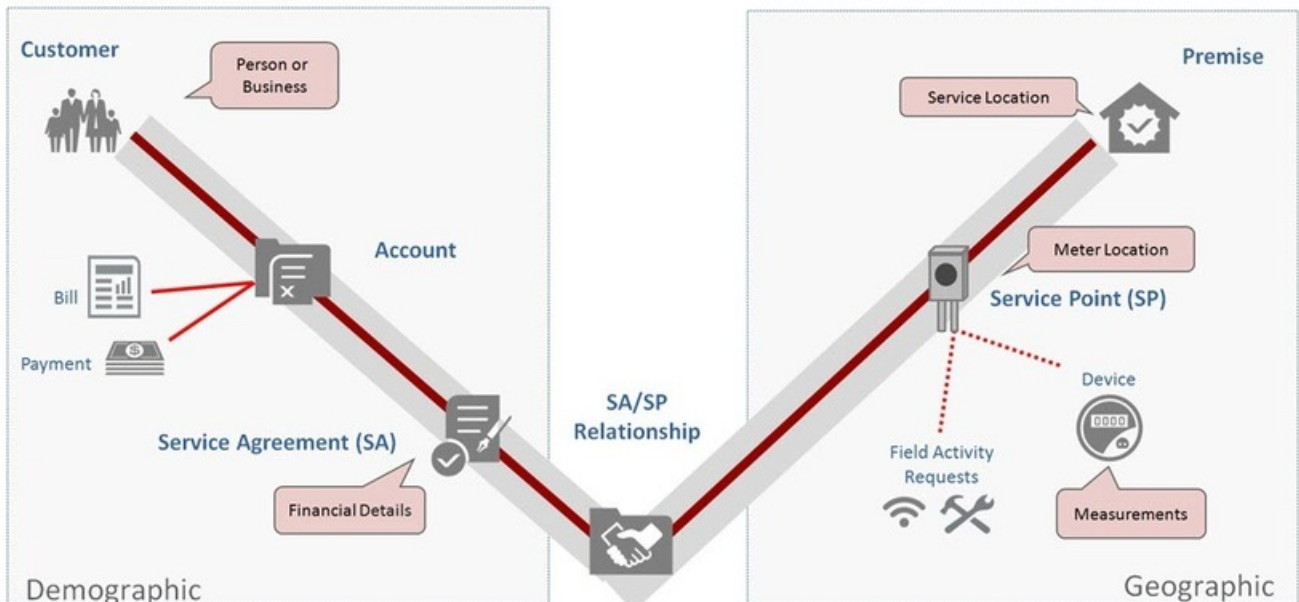 Customer
Person or
Business
Premise
Service Location
Account
Bill
Payment
Meter Location
Service Point (SP)
Device
0000
SA/SP
Relationship
Service Agreement (SA)
Financial Details
Field Activity
Requests
Measurements
Demographic
Geographic